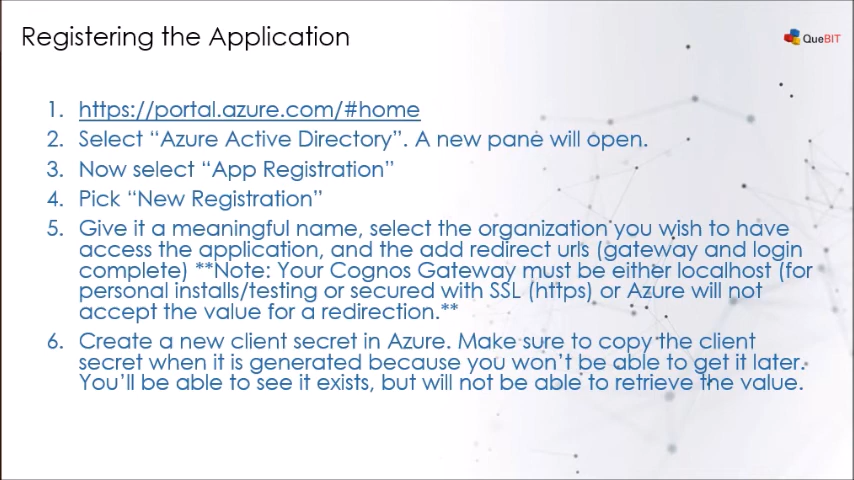 Registering the Application
QueBIT
1. https://portal.azure.com/#home
2. Select “Azure Active Directory”. A new pane will open.
3. Now select “App Registration”
4. Pick “New Registration”
5. Give it a meaningful name, select the organization you wish to have
access the application, and the add redirect urls (gateway and login
complete) **Note: Your Cognos Gateway must be either localhost (for
personal installs/testing or secured with SSL (https) or Azure will not
accept the value for a redirection.**
6. Create a new client secret in Azure. Make sure to copy the client
secret when it is generated because you won’t be able to get it later.
You’ll be able to see it exists, but will not be able to retrieve the value.